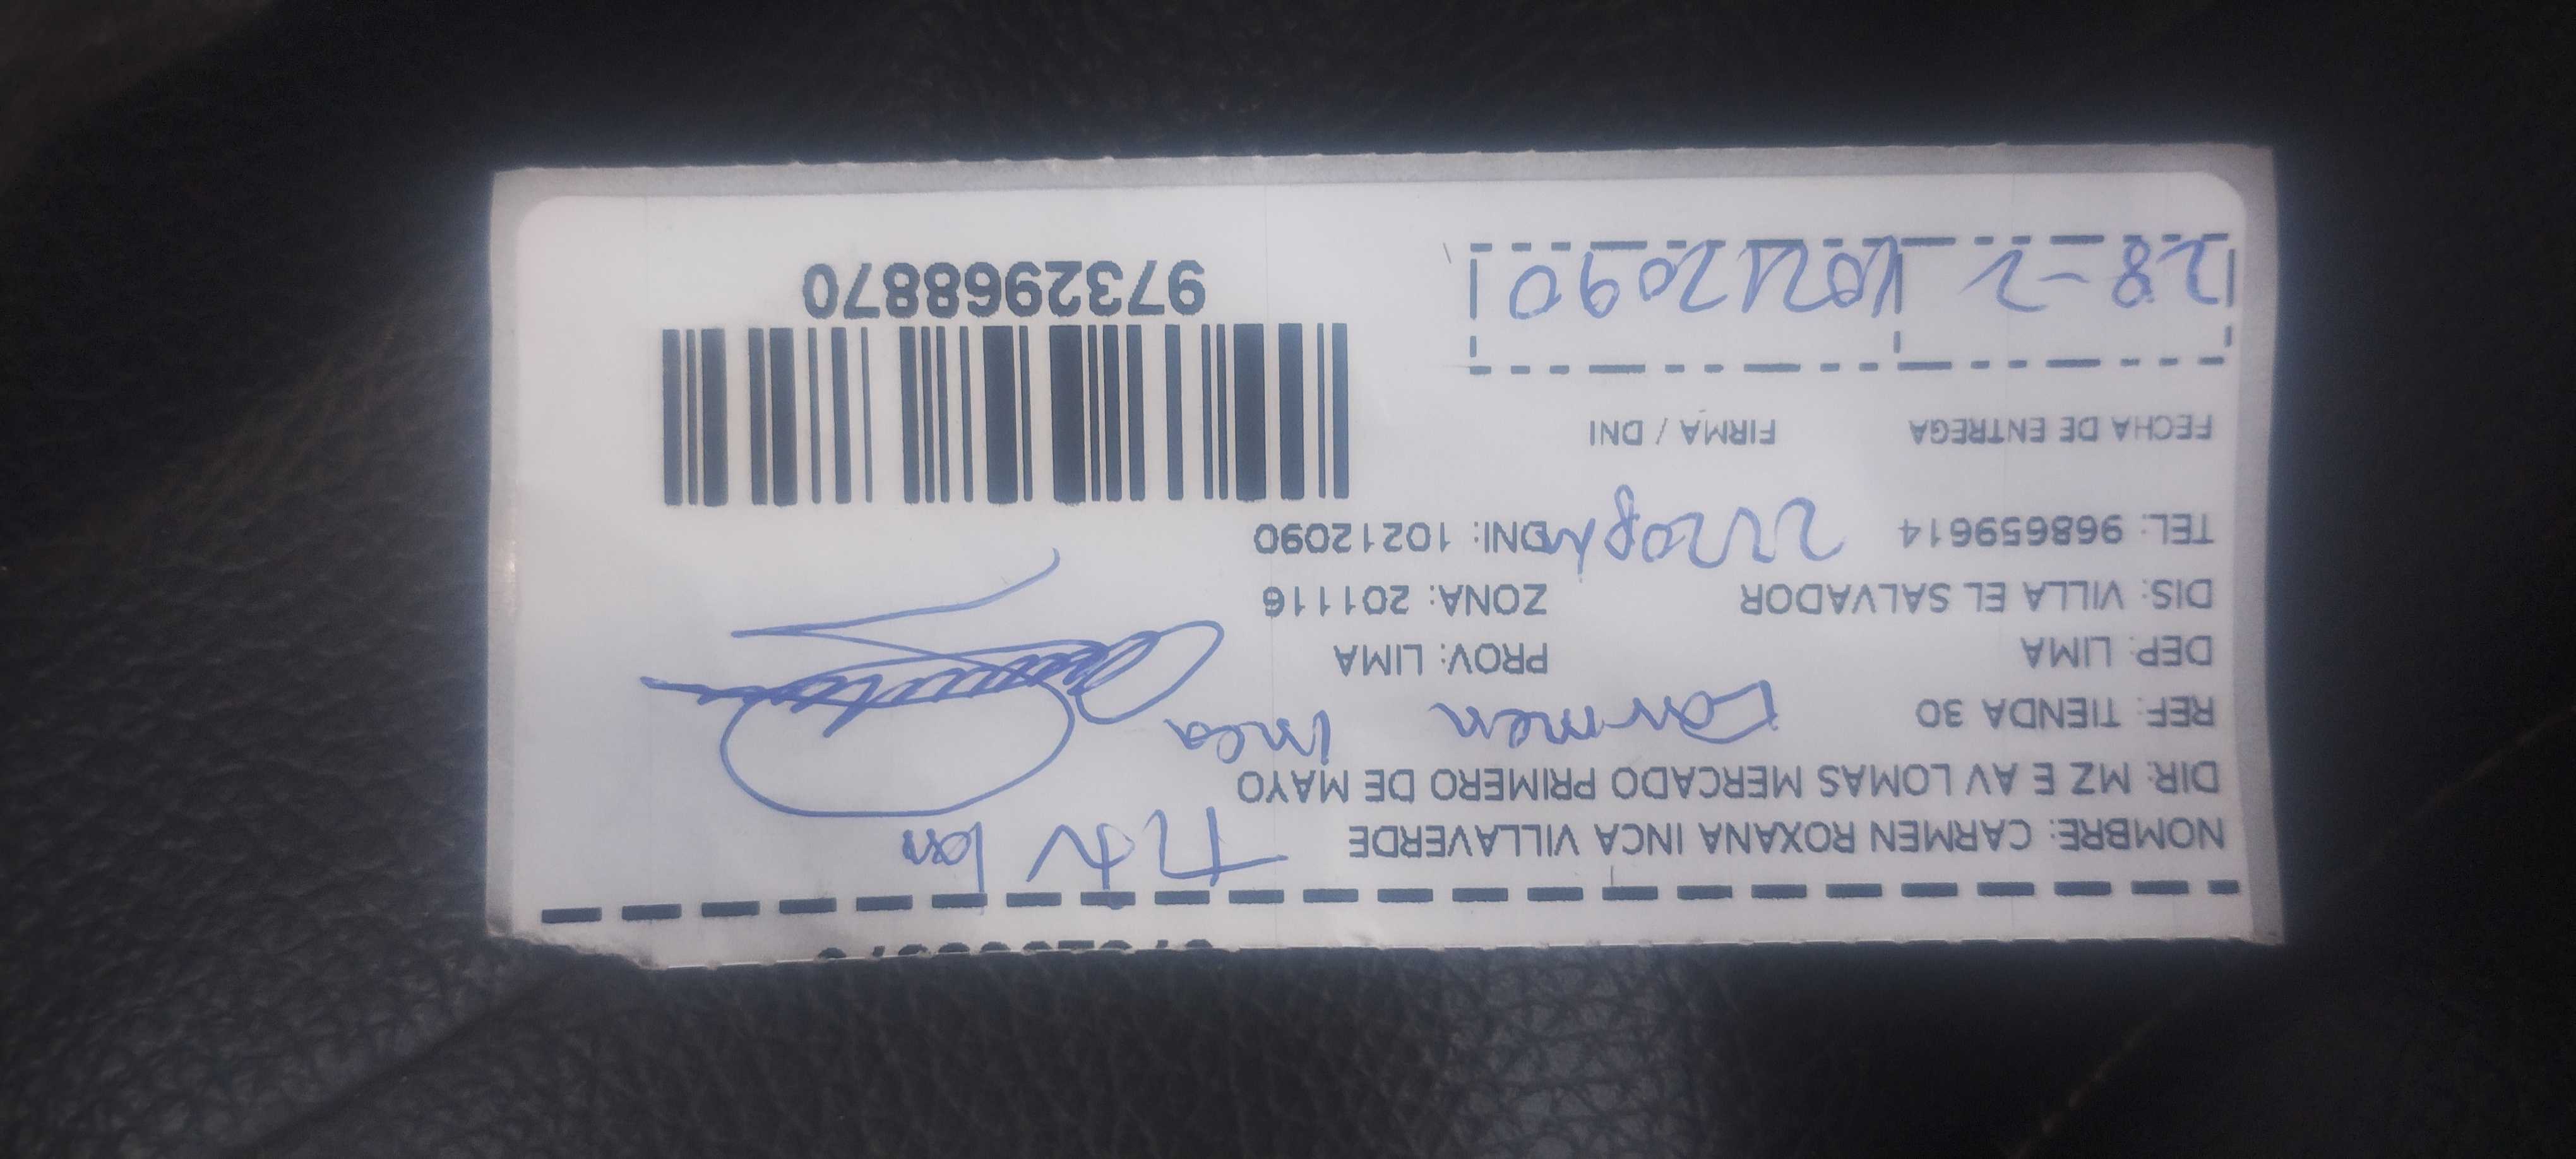 NOMBRE: CARMEN ROXANA INCA VILLAVERDE
DIR: MZ E AV LOMAS MERCADO PRIMERO DE MAYO
REF: TIENDA 30 Carmen Inca
DEP: LIMA PROV: LIMA
DIS: VILLA EL SALVADOR ZONA: 201116
TEL: 968659614 DNI: 10212090
FECHA DE ENTREGA FIRMA / DNI
28-2 10212090
9732968870